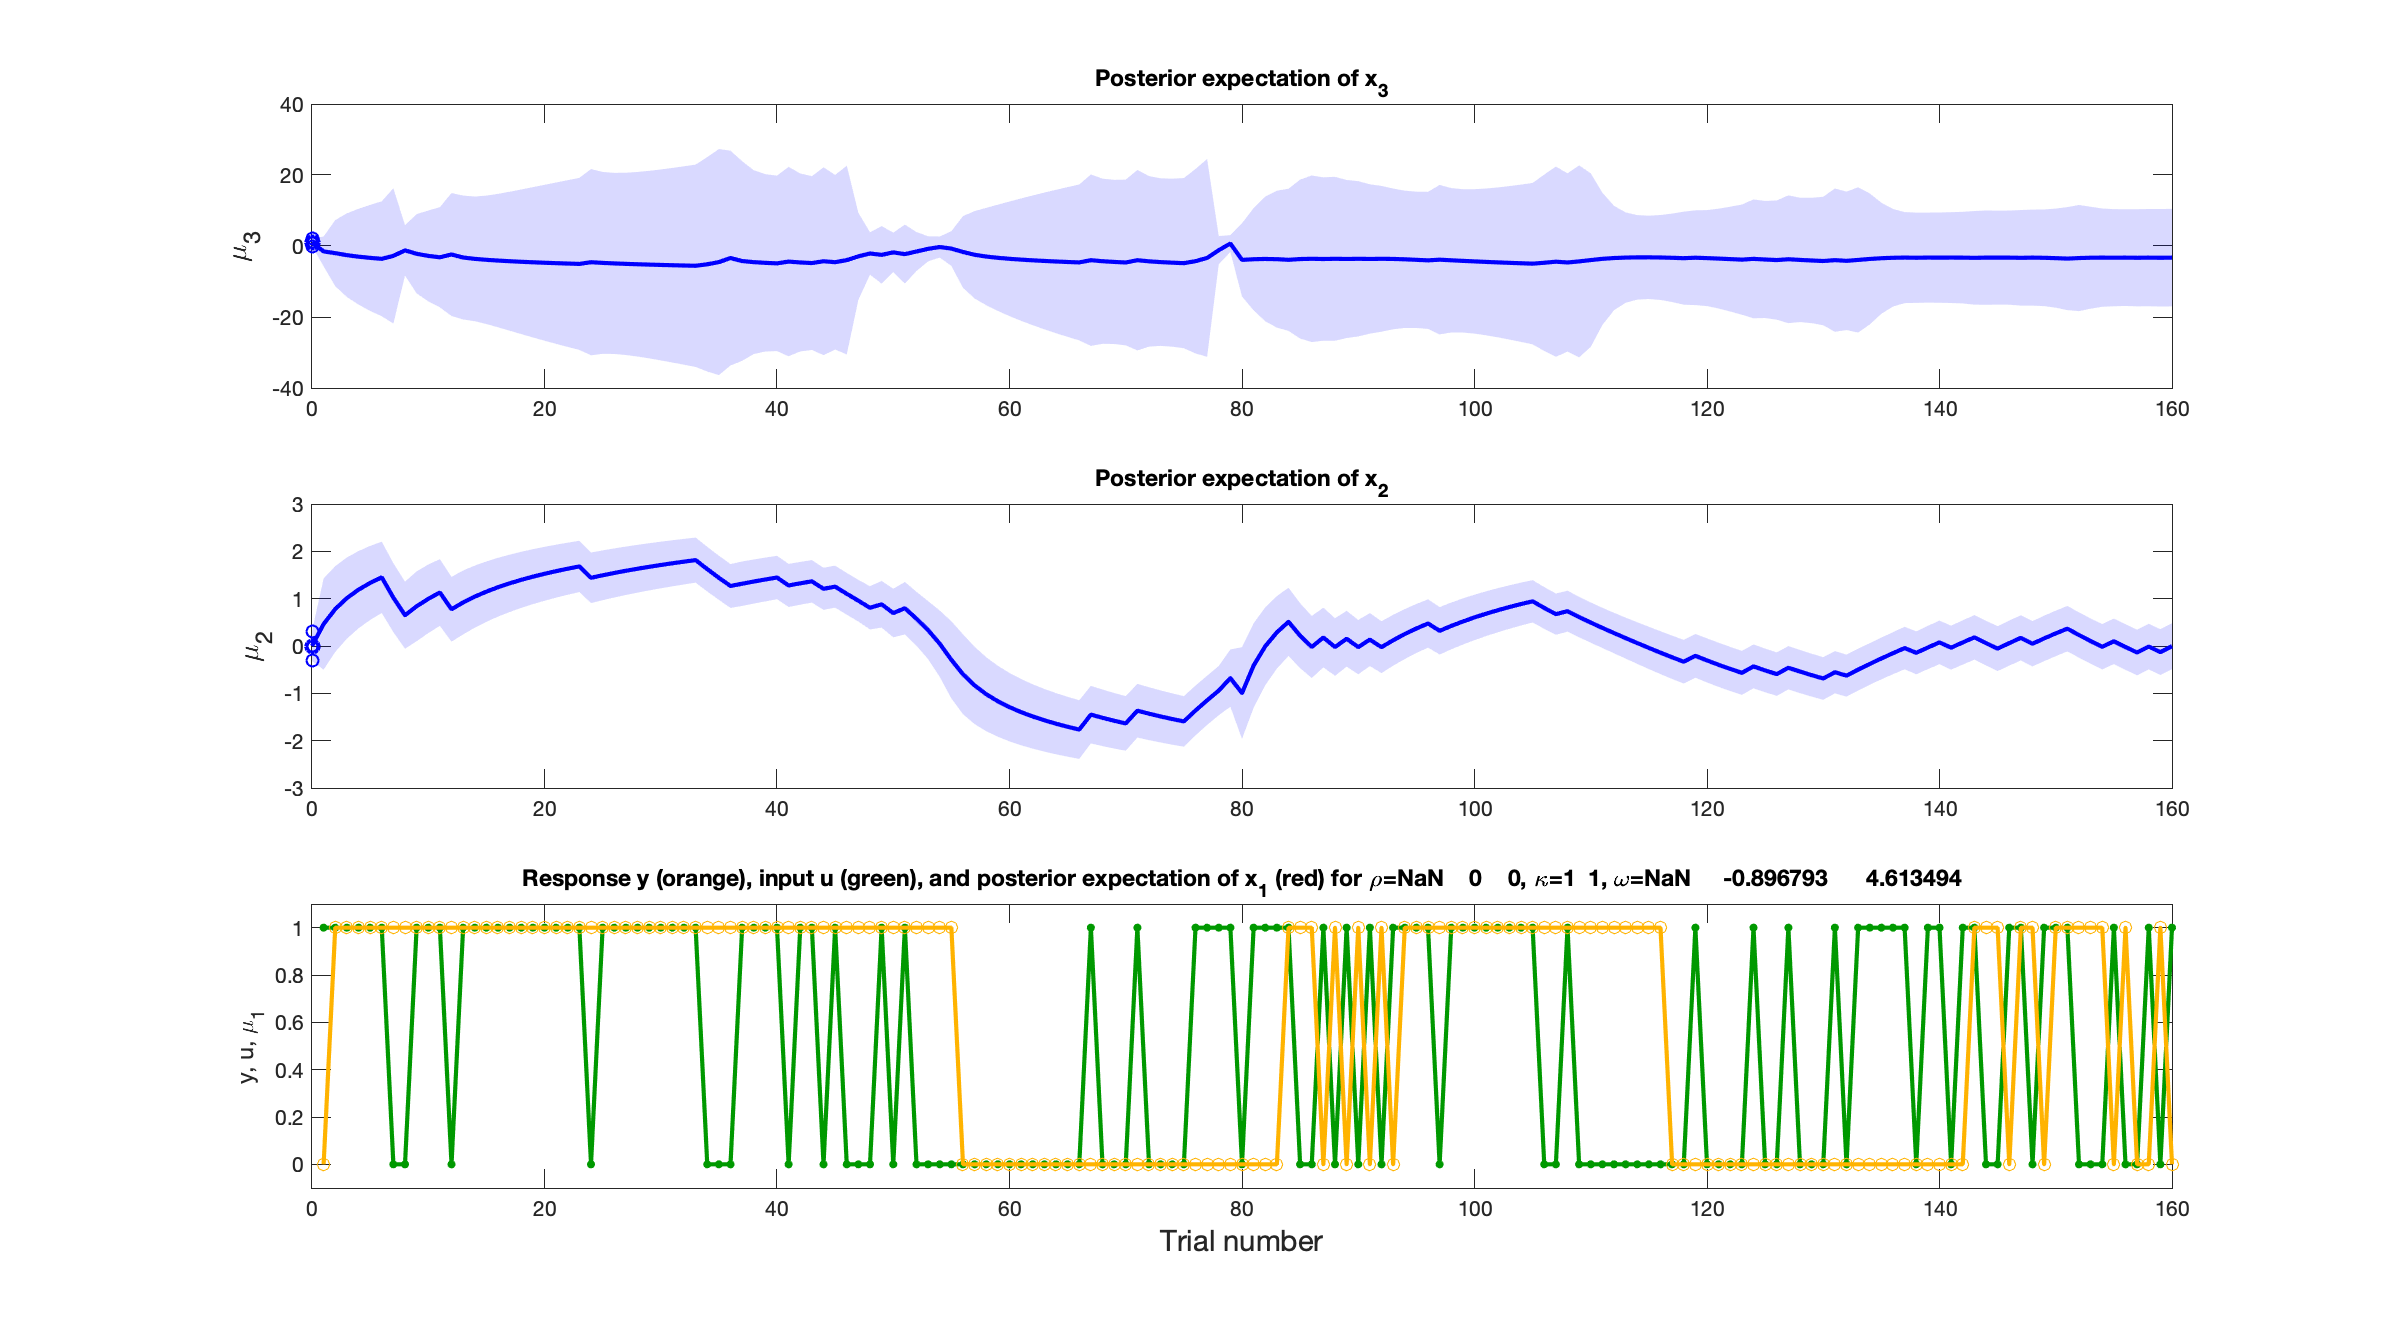 Posterior expectation of x3
μ3
40
20
0
-20
-40
0 20 40 60 80 100 120 140 160
Posterior expectation of x2
μ2
3
2
1
0
-1
-2
-3
0 20 40 60 80 100 120 140 160
Response y (orange), input u (green), and posterior expectation of x1 (red) for ρ=NaN 0 0, κ=1 1, ω=NaN -0.896793 4.613494
y, u, μ1
1
0.8
0.6
0.4
0.2
0
0 20 40 60 80 100 120 140 160
Trial number